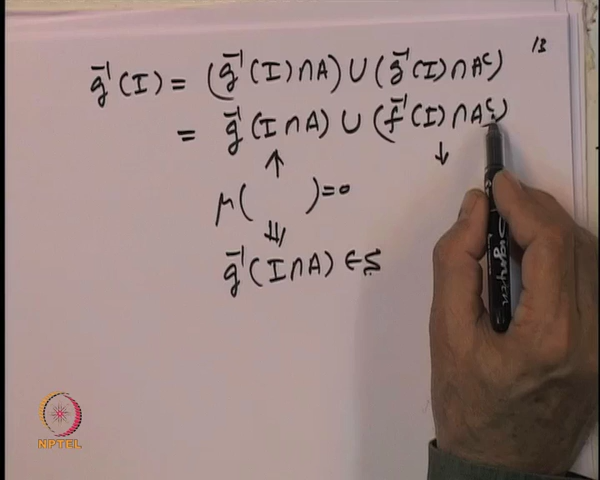 13
g⁻¹(I) = (g⁻¹(I)∩A) ∪ (g⁻¹(I)∩Aᶜ)
= g⁻¹(I∩A) ∪ (f⁻¹(I)∩Aᶜ)
↑ ↓
μ( )=0
⇓
g⁻¹(I∩A) ∈ S
NPTEL